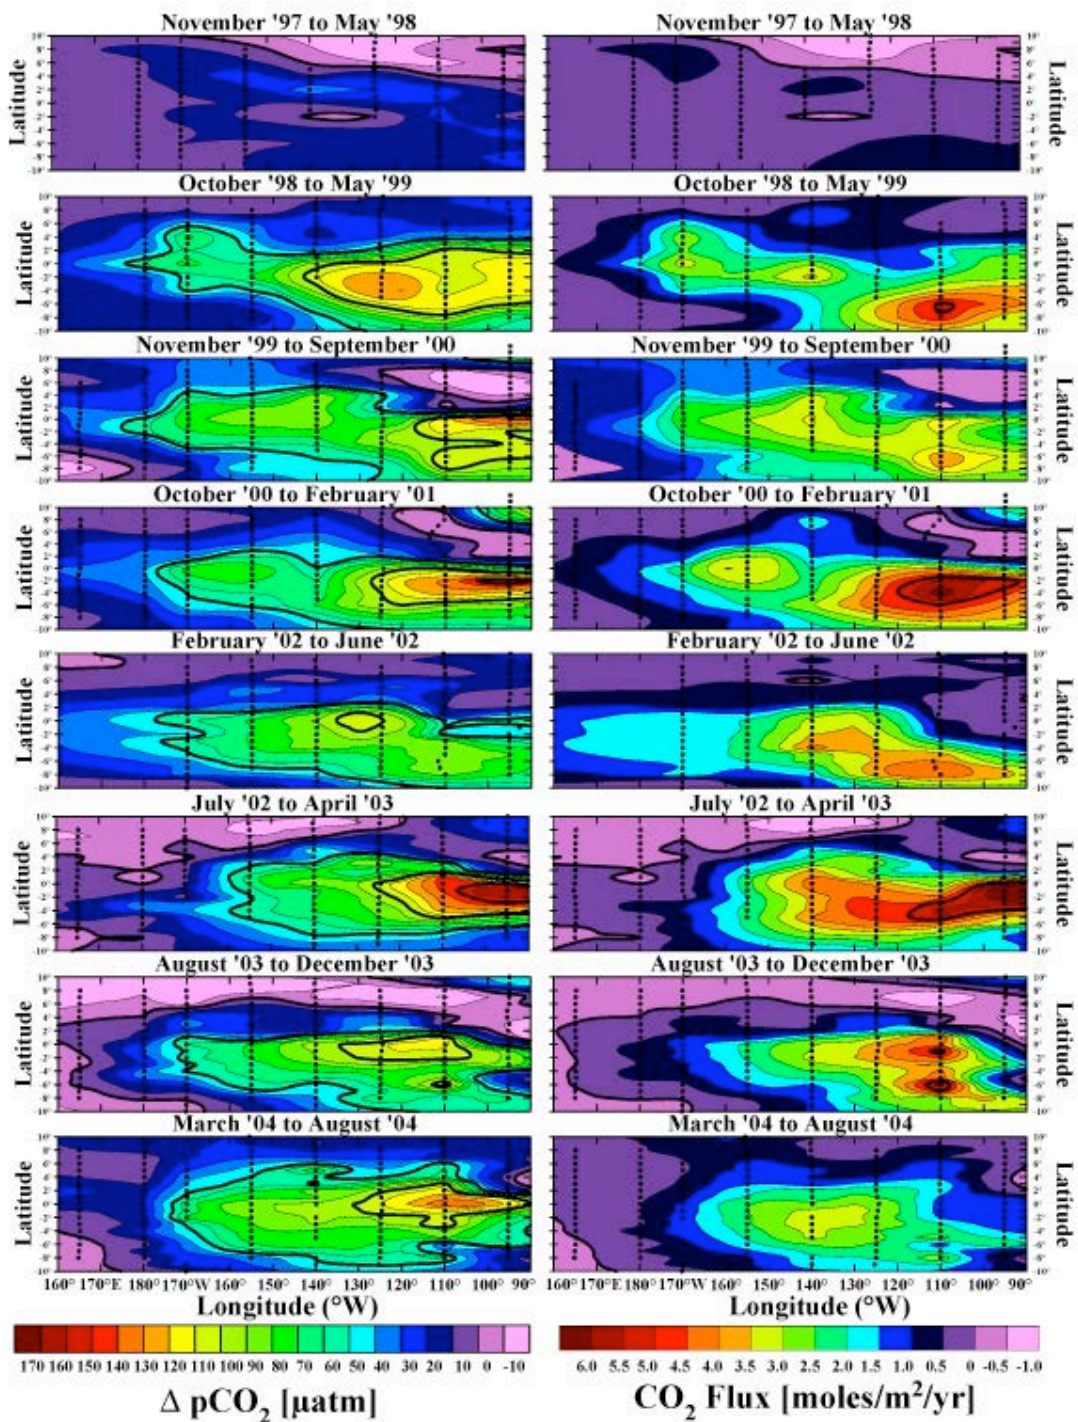 November '97 to May '98 November '97 to May '98
Latitude Latitude
October '98 to May '99 October '98 to May '99
Latitude Latitude
November '99 to September '00 November '99 to September '00
Latitude Latitude
October '00 to February '01 October '00 to February '01
Latitude Latitude
February '02 to June '02 February '02 to June '02
Latitude Latitude
July '02 to April '03 July '02 to April '03
Latitude Latitude
August '03 to December '03 August '03 to December '03
Latitude Latitude
March '04 to August '04 March '04 to August '04
Latitude Latitude
160° 170°E 180° 170°W 150° 140° 120° 100° 90° 160° 170°E 180° 170°W 150° 140° 130° 110° 100° 90°
Longitude (°W) Longitude (°W)
170 160 150 140 130 120 110 100 90 80 70 60 50 40 30 20 10 0 -10 6.0 5.5 5.0 4.5 4.0 3.5 3.0 2.5 2.0 1.5 1.0 0.5 0 -0.5 -1.0
Δ pCO₂ [µatm] CO₂ Flux [moles/m²/yr]